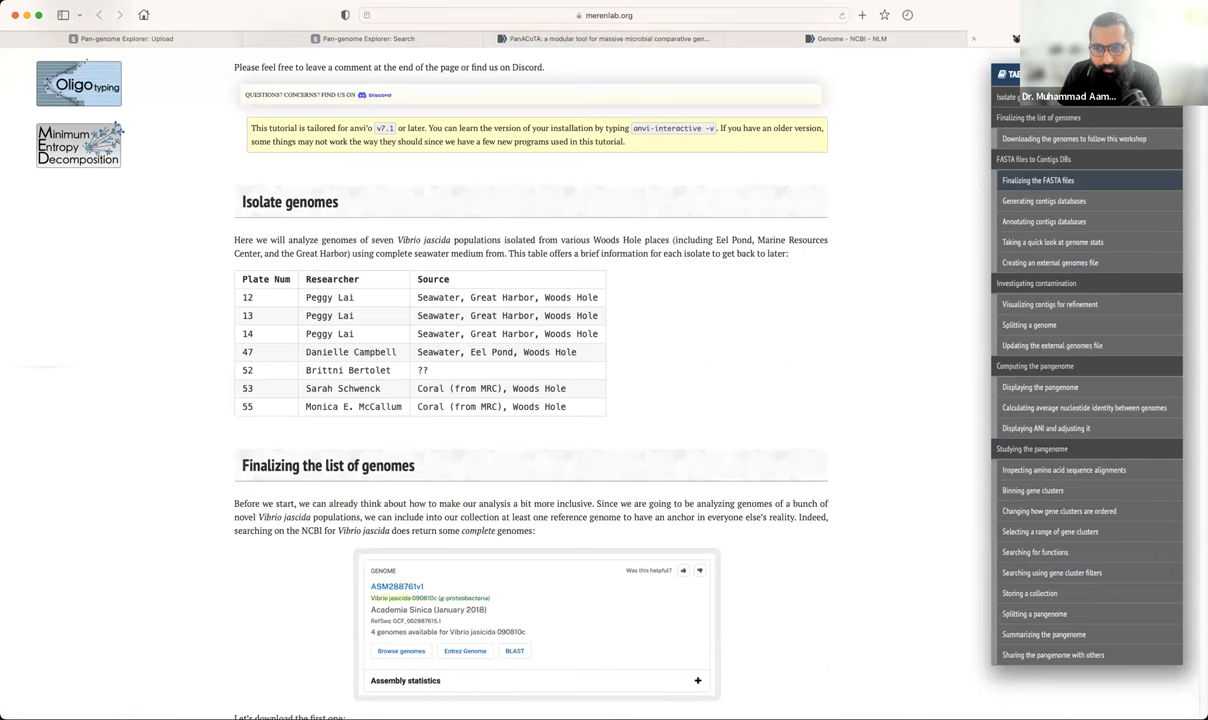 merenlab.org
Pan-genome Explorer: Upload
Pan-genome Explorer: Search
PanACoTA: a modular tool for massive microbial comparative gen...
Genome - NCBI - NLM
Oligo typing
Minimum
Entropy
Decomposition
Please feel free to leave a comment at the end of the page or find us on Discord.
QUESTIONS? CONCERNS? FIND US ON Discord
This tutorial is tailored for anvi'o v7.1 or later. You can learn the version of your installation by typing anvi-interactive -v. If you have an older version,
some things may not work the way they should since we have a few new programs used in this tutorial.
Isolate genomes
Here we will analyze genomes of seven Vibrio jascida populations isolated from various Woods Hole places (including Eel Pond, Marine Resources
Center, and the Great Harbor) using complete seawater medium from. This table offers a brief information for each isolate to get back to later:
Plate Num Researcher Source
12 Peggy Lai Seawater, Great Harbor, Woods Hole
13 Peggy Lai Seawater, Great Harbor, Woods Hole
14 Peggy Lai Seawater, Great Harbor, Woods Hole
47 Danielle Campbell Seawater, Eel Pond, Woods Hole
52 Brittni Bertolet ??
53 Sarah Schwenck Coral (from MRC), Woods Hole
55 Monica E. McCallum Coral (from MRC), Woods Hole
Finalizing the list of genomes
Before we start, we can already think about how to make our analysis a bit more inclusive. Since we are going to be analyzing genomes of a bunch of
novel Vibrio jascida populations, we can include into our collection at least one reference genome to have an anchor in everyone else's reality. Indeed,
searching on the NCBI for Vibrio jascida does return some complete genomes:
GENOME Was this helpful?
ASM288761v1
Vibrio jasicida 090810c (g-proteobacteria)
Academia Sinica (January 2018)
RefSeq: GCF_002887615.1
4 genomes available for Vibrio jasicida 090810c
Browse genomes Entrez Genome BLAST
Assembly statistics +
Let's download the first one:
Dr. Muhammad Aam...
TAB
Isolate g
Finalizing the list of genomes
Downloading the genomes to follow this workshop
FASTA files to Contigs DBs
Finalizing the FASTA files
Generating contigs databases
Annotating contigs databases
Taking a quick look at genome stats
Creating an external genomes file
Investigating contamination
Visualizing contigs for refinement
Splitting a genome
Updating the external genomes file
Computing the pangenome
Displaying the pangenome
Calculating average nucleotide identity between genomes
Displaying ANI and adjusting it
Studying the pangenome
Inspecting amino acid sequence alignments
Binning gene clusters
Changing how gene clusters are ordered
Selecting a range of gene clusters
Searching for functions
Searching using gene cluster filters
Storing a collection
Splitting a pangenome
Summarizing the pangenome
Sharing the pangenome with others